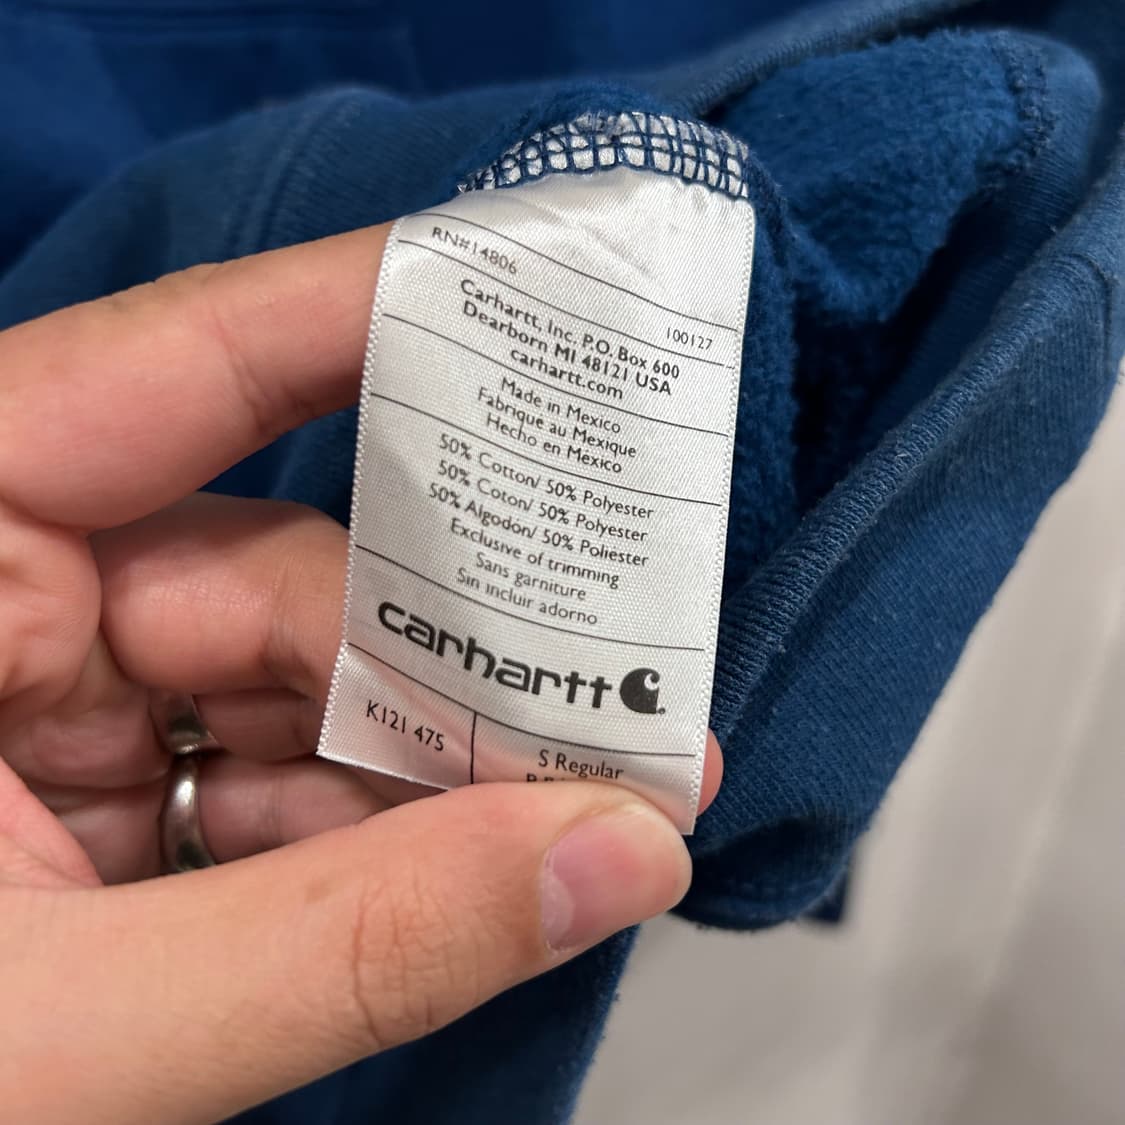 RN#14806
100127
Carhartt, Inc. P.O. Box 600
Dearborn MI 48121 USA
carhartt.com
Made in Mexico
Fabrique au Mexique
Hecho en México
50% Cotton/ 50% Polyester
50% Coton/ 50% Polyester
50% Algodon/ 50% Poliester
Exclusive of trimming
Sans garniture
Sin incluir adorno
carhartt
K121 475
S Regular